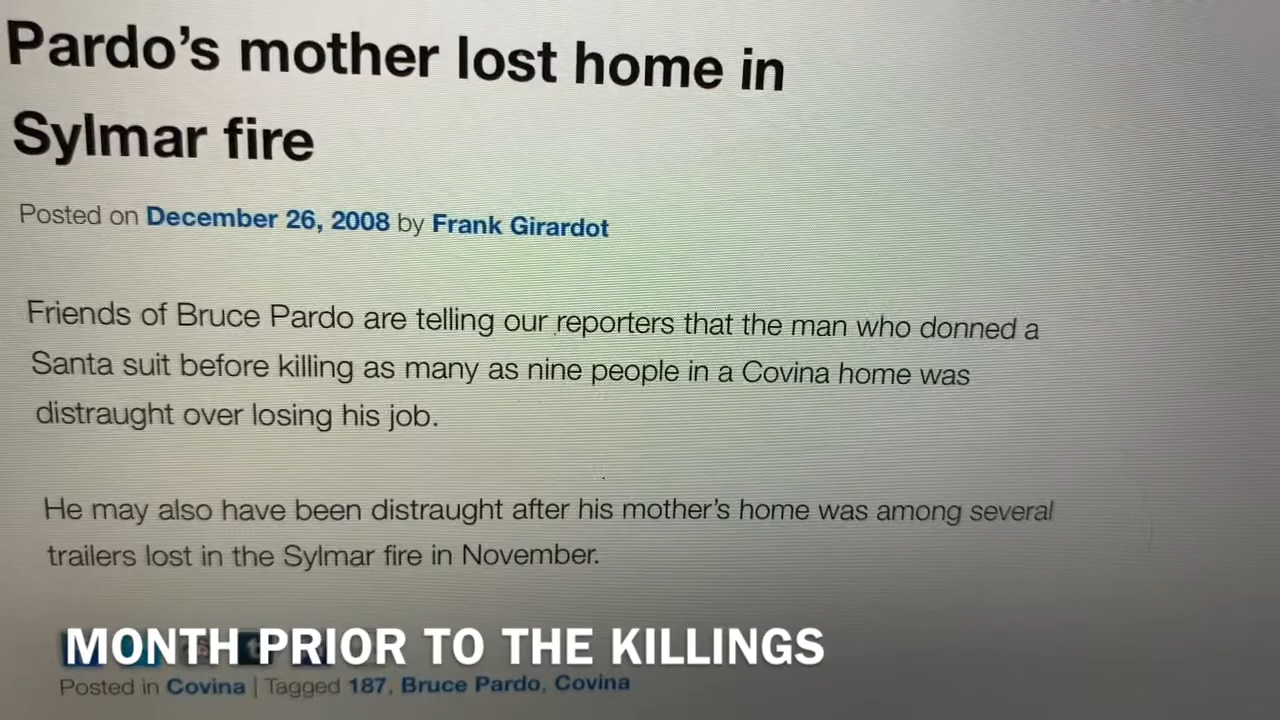 Pardo's mother lost home in
Sylmar fire
Posted on December 26, 2008 by Frank Girardot
Friends of Bruce Pardo are telling our reporters that the man who donned a
Santa suit before killing as many as nine people in a Covina home was
distraught over losing his job.
He may also have been distraught after his mother's home was among several
trailers lost in the Sylmar fire in November.
MONTH PRIOR TO THE KILLINGS
Posted in Covina | Tagged 187, Bruce Pardo, Covina